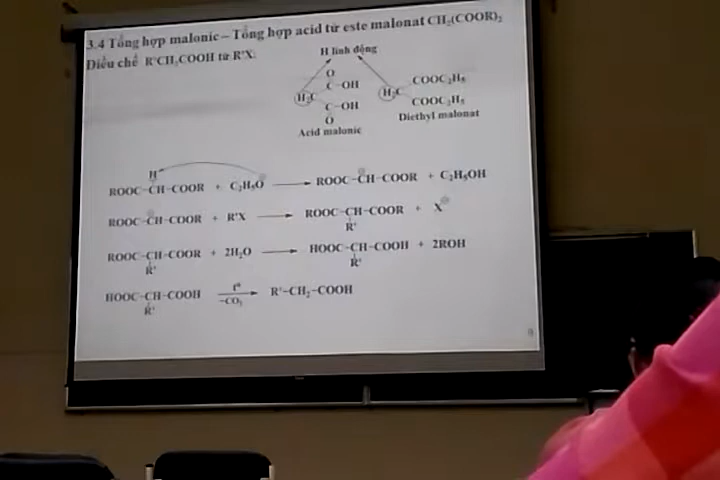 3.4 Tổng hợp malonic – Tổng hợp acid từ este malonat CH₂(COOR)₂
Điều chế R'CH₂COOH từ R'X:
H linh động
O
C-OH
H₂C
C-OH
O
Acid malonic
COOC₂H₅
H₂C
COOC₂H₅
Diethyl malonat
H
ROOC-CH-COOR + C₂H₅O⊖ → ROOC-CH-COOR + C₂H₅OH
ROOC-CH-COOR + R'X → ROOC-CH-COOR + X⊖
R'
ROOC-CH-COOR + 2H₂O → HOOC-CH-COOH + 2ROH
R' R'
HOOC-CH-COOH t° → R'-CH₂-COOH
R' -CO₂